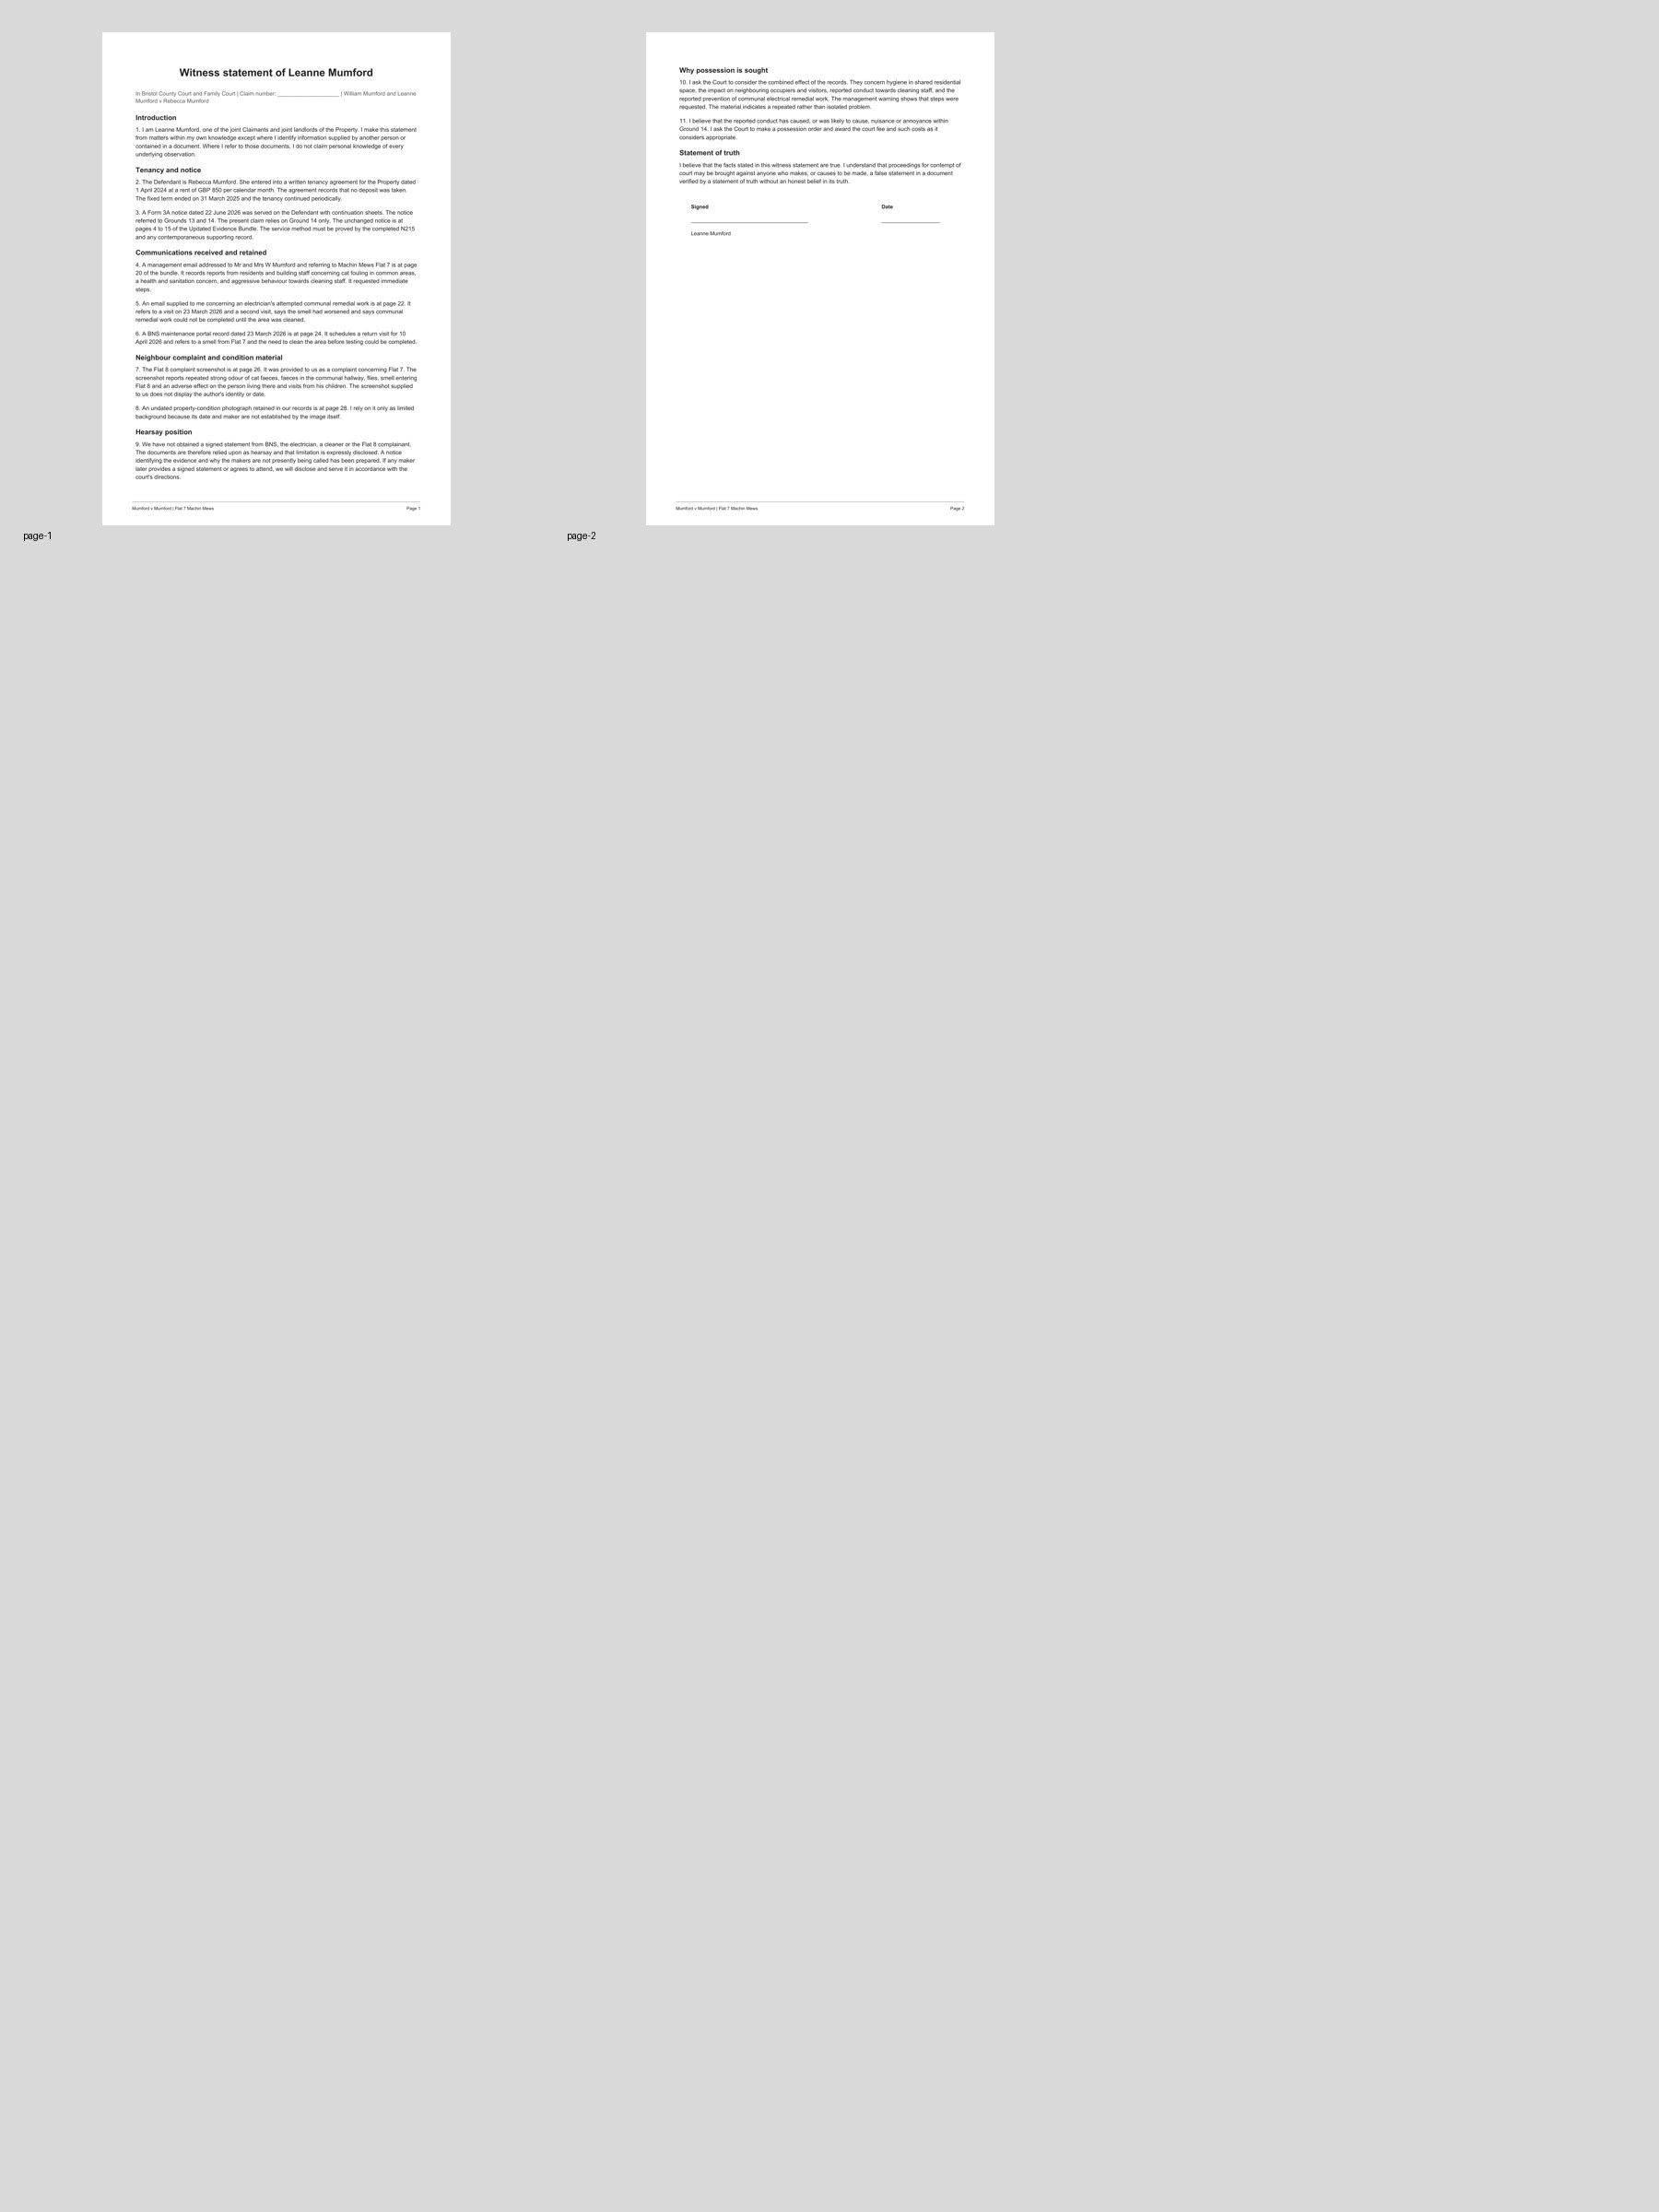 Witness statement of Leanne Mumford
In Bristol County Court and Family Court | Claim number: ____________________ | William Mumford and Leanne
Mumford v Rebecca Mumford
Introduction
1. I am Leanne Mumford, one of the joint Claimants and joint landlords of the Property. I make this statement
from matters within my own knowledge except where I identify information supplied by another person or
contained in a document. Where I refer to those documents, I do not claim personal knowledge of every
underlying observation.
Tenancy and notice
2. The Defendant is Rebecca Mumford. She entered into a written tenancy agreement for the Property dated
1 April 2024 at a rent of GBP 850 per calendar month. The agreement records that no deposit was taken.
The fixed term ended on 31 March 2025 and the tenancy continued periodically.
3. A Form 3A notice dated 22 June 2026 was served on the Defendant with continuation sheets. The notice
referred to Grounds 13 and 14. The present claim relies on Ground 14 only. The unchanged notice is at
pages 4 to 15 of the Updated Evidence Bundle. The service method must be proved by the completed N215
and any contemporaneous supporting record.
Communications received and retained
4. A management email addressed to Mr and Mrs W Mumford and referring to Machin Mews Flat 7 is at page
20 of the bundle. It records reports from residents and building staff concerning cat fouling in common areas,
a health and sanitation concern, and aggressive behaviour towards cleaning staff. It requested immediate
steps.
5. An email supplied to me concerning an electrician's attempted communal remedial work is at page 22. It
refers to a visit on 23 March 2026 and a second visit, says the smell had worsened and says communal
remedial work could not be completed until the area was cleaned.
6. A BNS maintenance portal record dated 23 March 2026 is at page 24. It schedules a return visit for 10
April 2026 and refers to a smell from Flat 7 and the need to clean the area before testing could be completed.
Neighbour complaint and condition material
7. The Flat 8 complaint screenshot is at page 26. It was provided to us as a complaint concerning Flat 7. The
screenshot reports repeated strong odour of cat faeces, faeces in the communal hallway, flies, smell entering
Flat 8 and an adverse effect on the person living there and visits from his children. The screenshot supplied
to us does not display the author's identity or date.
8. An undated property-condition photograph retained in our records is at page 28. I rely on it only as limited
background because its date and maker are not established by the image itself.
Hearsay position
9. We have not obtained a signed statement from BNS, the electrician, a cleaner or the Flat 8 complainant.
The documents are therefore relied upon as hearsay and that limitation is expressly disclosed. A notice
identifying the evidence and why the makers are not presently being called has been prepared. If any maker
later provides a signed statement or agrees to attend, we will disclose and serve it in accordance with the
court's directions.
Mumford v Mumford | Flat 7 Machin Mews
Page 1
page-1
Why possession is sought
10. I ask the Court to consider the combined effect of the records. They concern hygiene in shared residential
space, the impact on neighbouring occupiers and visitors, reported conduct towards cleaning staff, and the
reported prevention of communal electrical remedial work. The management warning shows that steps were
requested. The material indicates a repeated rather than isolated problem.
11. I believe that the reported conduct has caused, or was likely to cause, nuisance or annoyance within
Ground 14. I ask the Court to make a possession order and award the court fee and such costs as it
considers appropriate.
Statement of truth
I believe that the facts stated in this witness statement are true. I understand that proceedings for contempt of
court may be brought against anyone who makes, or causes to be made, a false statement in a document
verified by a statement of truth without an honest belief in its truth.
Signed
Date
Leanne Mumford
Mumford v Mumford | Flat 7 Machin Mews
Page 2
page-2